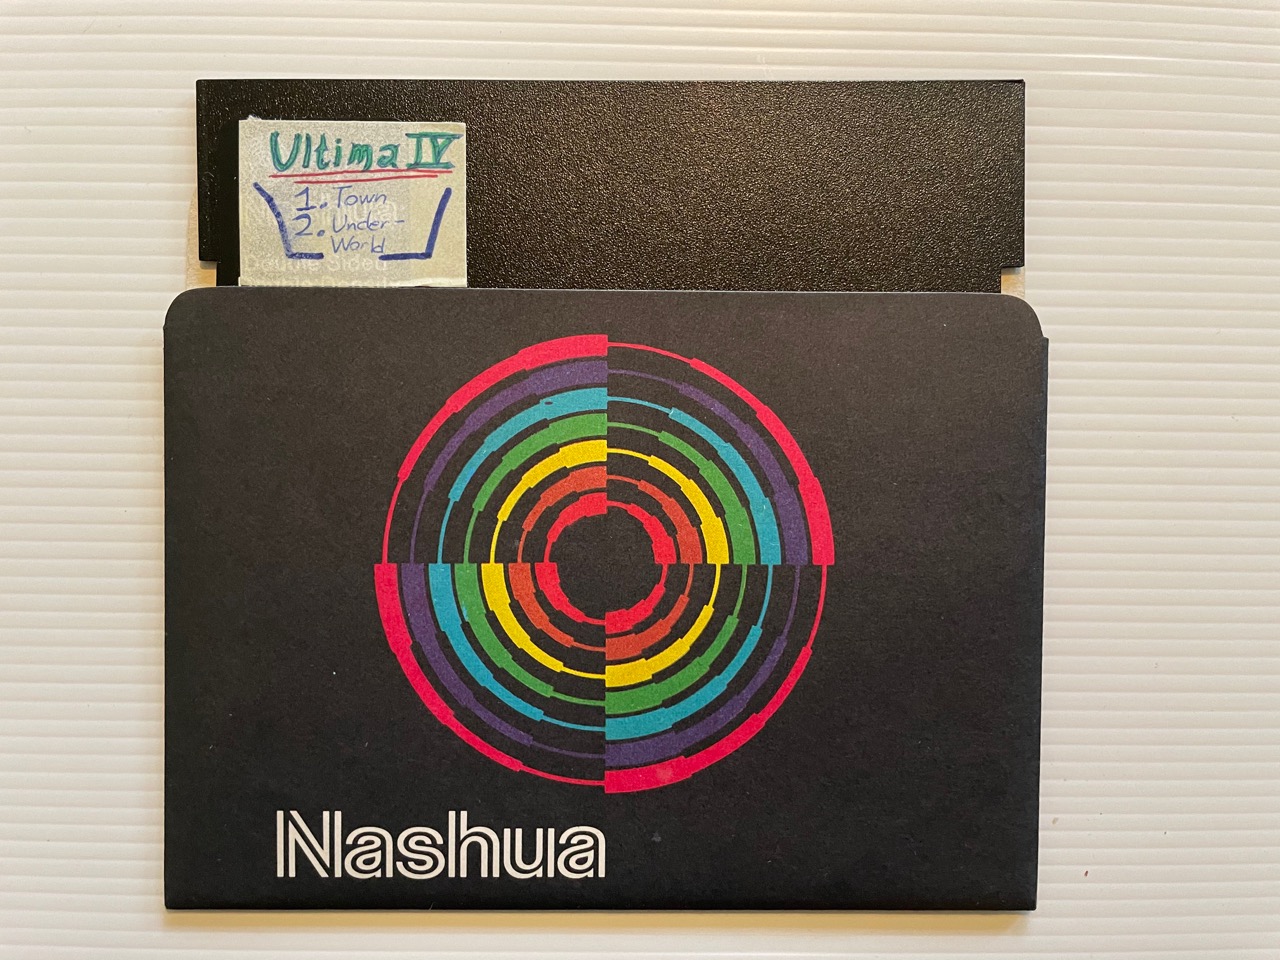 Ultima IV
1. Town
2. Under-
World
Double Sided
Nashua